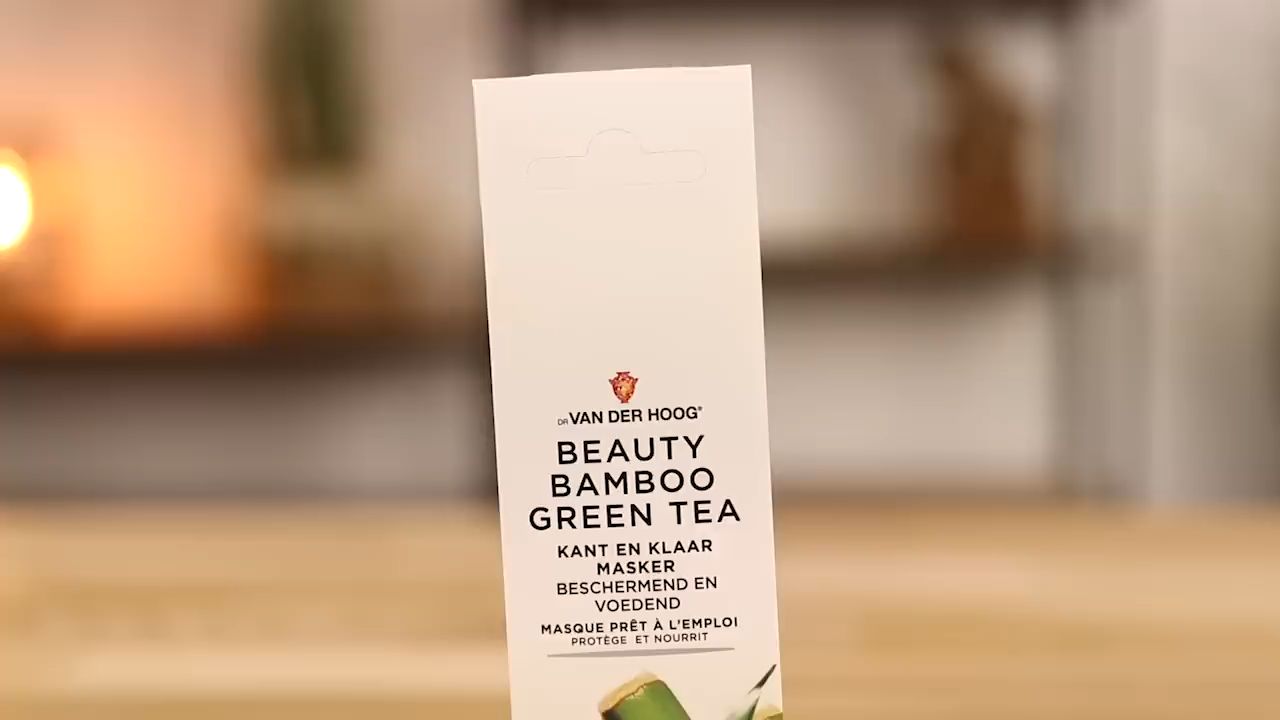 DR VAN DER HOOG®
BEAUTY
BAMBOO
GREEN TEA
KANT EN KLAAR
MASKER
BESCHERMEND EN
VOEDEND
MASQUE PRÊT À L'EMPLOI
PROTÈGE ET NOURRIT